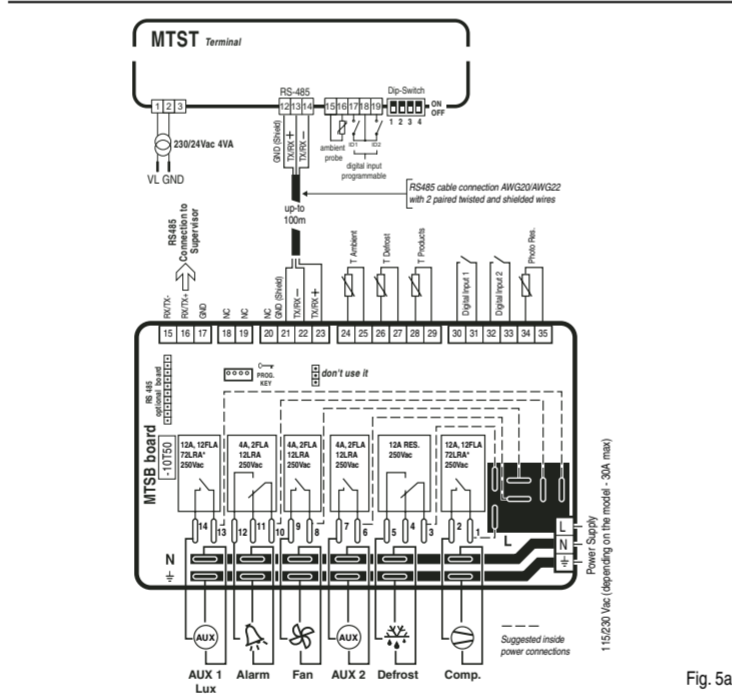 MTST Terminal
RS-485
Dip-Switch
1 2 3
12 13 14
15 16 17 18 19
ON
OFF
1 2 3 4
230/24Vac 4VA
VL GND
GND (Shield)
TX/RX +
TX/RX -
ambient
probe
ID1
ID2
digital input
programmable
RS485 cable connection AWG20/AWG22
with 2 paired twisted and shielded wires
up-to
100m
RS485
Connection to
Supervisor
RX/TX-
RX/TX+
GND
NC
NC
NC
GND (Shield)
TX/RX -
TX/RX +
T Ambient
T Defrost
T Products
Digital Input 1
Digital Input 2
Photo Res.
15 16 17 18 19 20 21 22 23 24 25 26 27 28 29 30 31 32 33 34 35
RS 485
optional board
PROG.
KEY
don't use it
MTSB board
-10T50
12A, 12FLA
72LRA*
250Vac
4A, 2FLA
12LRA
250Vac
4A, 2FLA
12LRA
250Vac
4A, 2FLA
12LRA
250Vac
12A RES.
250Vac
12A, 12FLA
72LRA*
250Vac
14 13 12 11 10 9 8 7 6 5 4 3 2 1
L
L
N
N
Power Supply
115/230 Vac (depending on the model - 30A max)
AUX
AUX
Suggested inside
power connections
AUX 1
Lux
Alarm
Fan
AUX 2
Defrost
Comp.
Fig. 5a